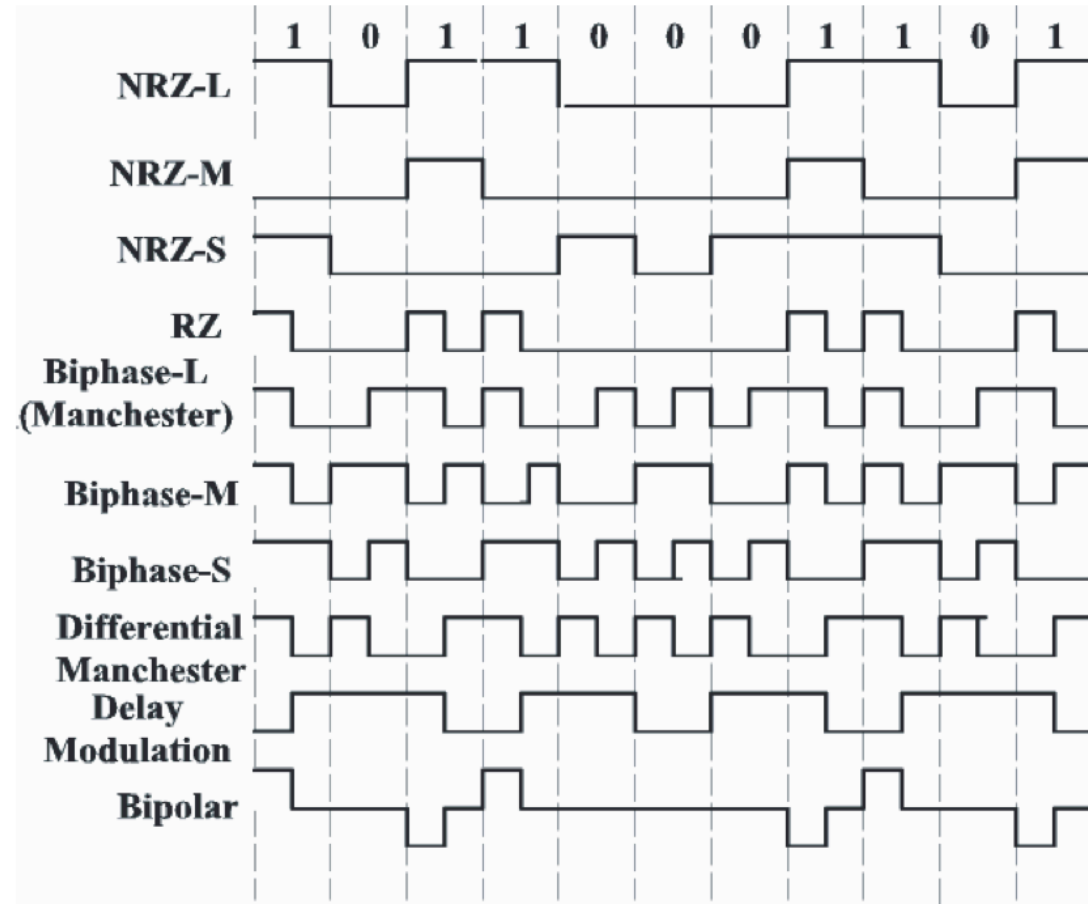 1 0 1 1 0 0 0 1 1 0 1
NRZ-L
NRZ-M
NRZ-S
RZ
Biphase-L
(Manchester)
Biphase-M
Biphase-S
Differential
Manchester
Delay
Modulation
Bipolar